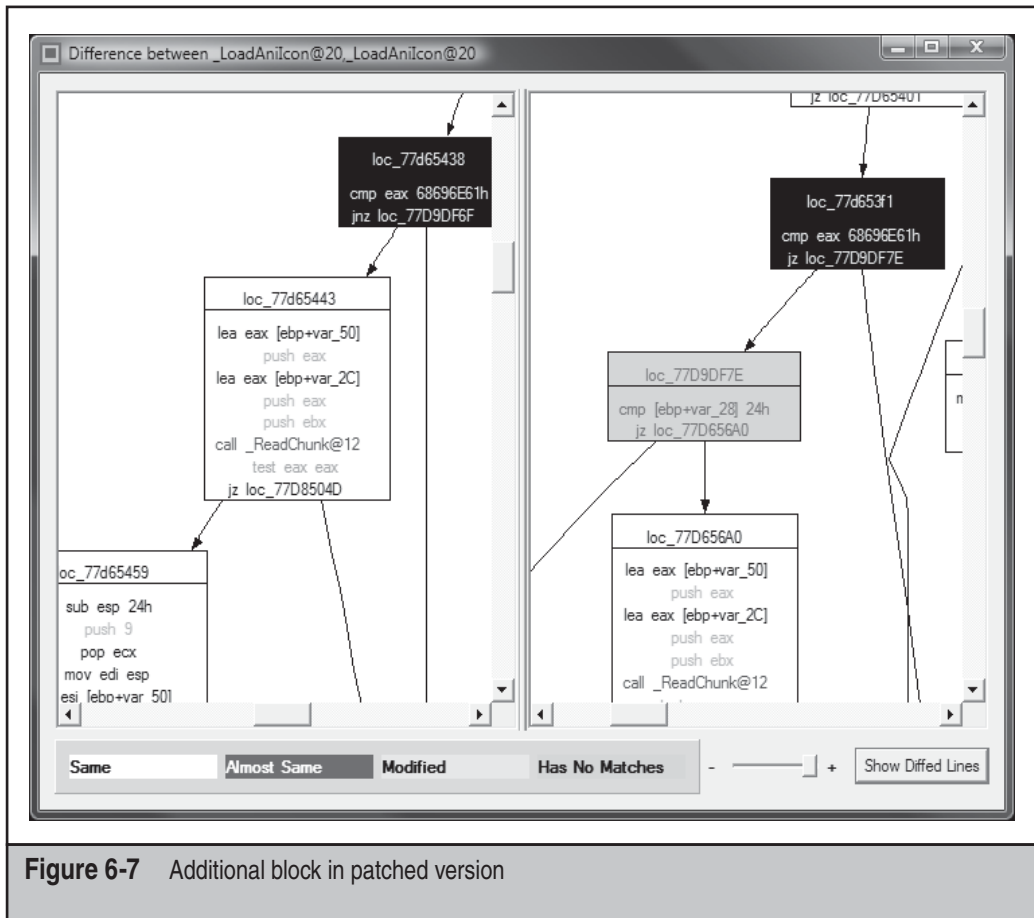 Difference between _LoadAniIcon@20,_LoadAniIcon@20
loc_77d65438
cmp eax 68696E61h
jnz loc_77D9DF6F
loc_77d65443
lea eax [ebp+var_50]
push eax
lea eax [ebp+var_2C]
push eax
push ebx
call _ReadChunk@12
test eax eax
jz loc_77D8504D
oc_77d65459
sub esp 24h
push 9
pop ecx
mov edi esp
esi [ebp+var_50]
jz loc_77D65401
loc_77d653f1
cmp eax 68696E61h
jz loc_77D9DF7E
loc_77D9DF7E
cmp [ebp+var_28] 24h
jz loc_77D656A0
n
loc_77D656A0
lea eax [ebp+var_50]
push eax
lea eax [ebp+var_2C]
push eax
push ebx
call _ReadChunk@12
Same Almost Same Modified Has No Matches - + Show Diffed Lines
Figure 6-7 Additional block in patched version